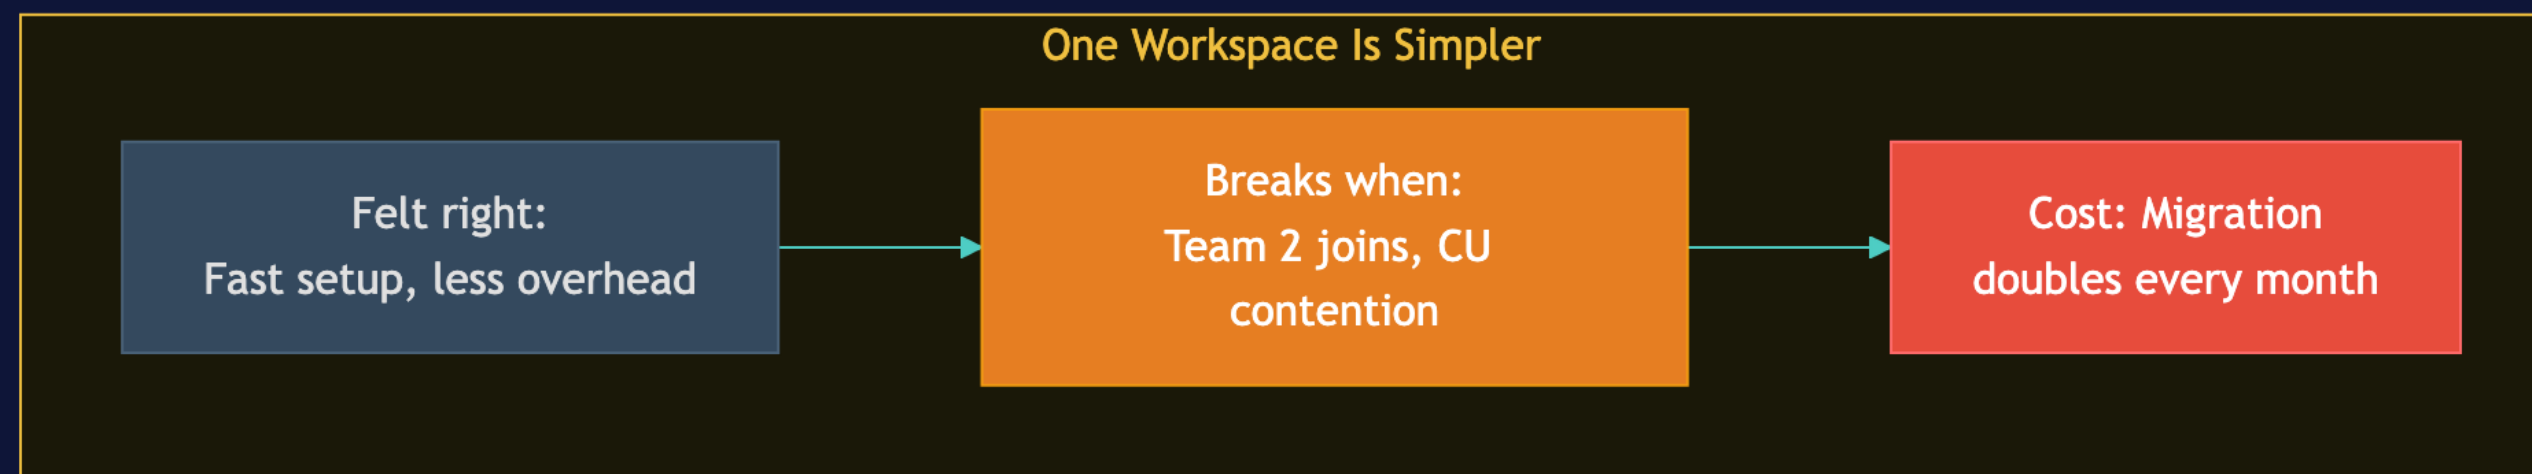 One Workspace Is Simpler
Felt right:
Fast setup, less overhead
Breaks when:
Team 2 joins, CU
contention
Cost: Migration
doubles every month